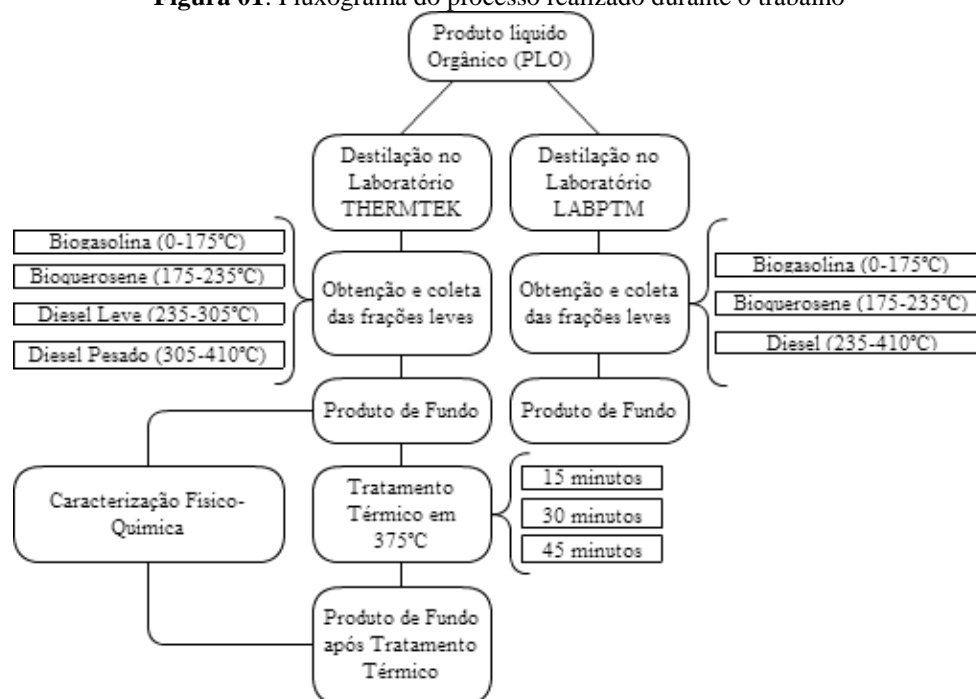 Figura 01: Fluxograma do processo realizado durante o trabalho
Produto líquido
Orgânico (PLO)
Destilação no
Laboratório
THERMTEK
Destilação no
Laboratório
LABPTM
Biogasolina (0-175°C)
Bioquerosene (175-235°C)
Diesel Leve (235-305°C)
Diesel Pesado (305-410°C)
Obtenção e coleta
das frações leves
Obtenção e coleta
das frações leves
Biogasolina (0-175°C)
Bioquerosene (175-235°C)
Diesel (235-410°C)
Produto de Fundo
Produto de Fundo
Caracterização Físico-
Química
Tratamento
Térmico em
375°C
15 minutos
30 minutos
45 minutos
Produto de Fundo
após Tratamento
Térmico